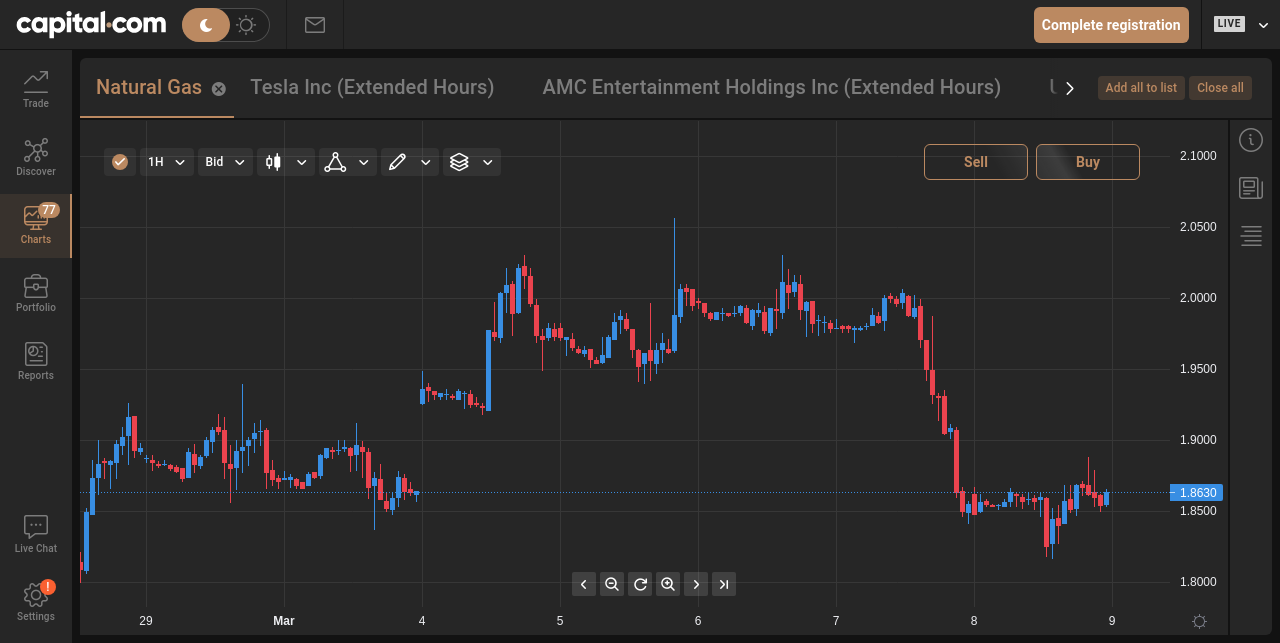 capital.com
Complete registration
LIVE
Trade
Discover
77
Charts
Portfolio
Reports
Live Chat
!
Settings
Natural Gas
Tesla Inc (Extended Hours)
AMC Entertainment Holdings Inc (Extended Hours)
Add all to list
Close all
1H
Bid
Sell
Buy
2.1000
2.0500
2.0000
1.9500
1.9000
1.8630
1.8500
1.8000
29
Mar
4
5
6
7
8
9